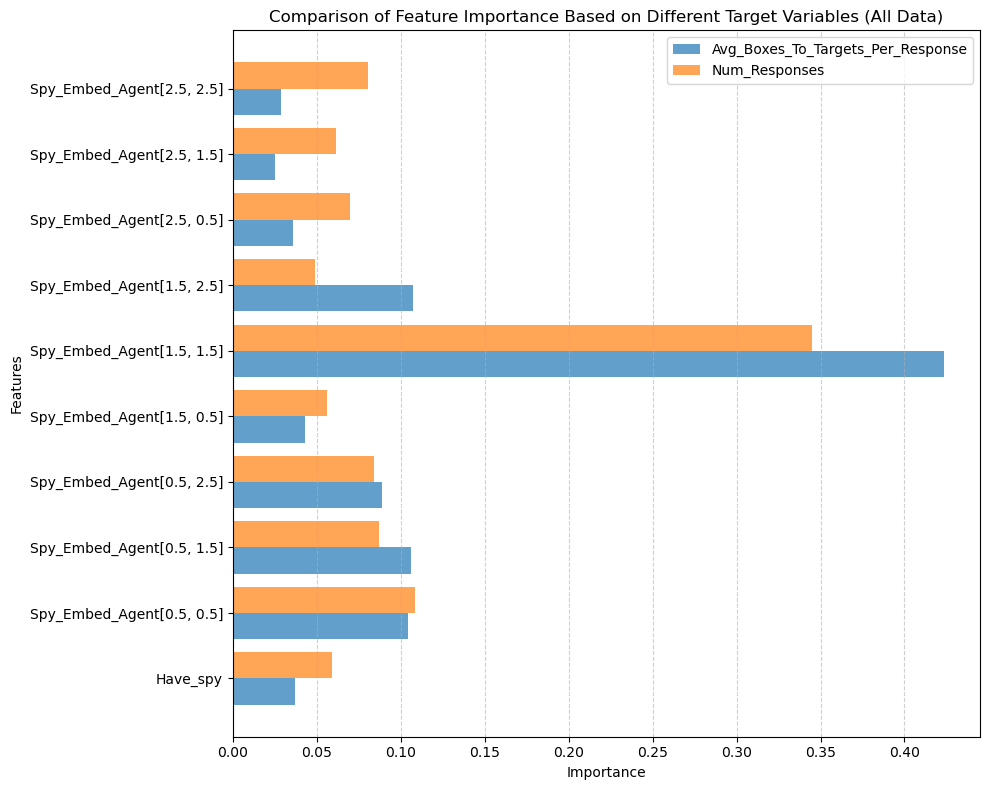 Comparison of Feature Importance Based on Different Target Variables (All Data)
Avg_Boxes_To_Targets_Per_Response
Num_Responses
Spy_Embed_Agent[2.5, 2.5]
Spy_Embed_Agent[2.5, 1.5]
Spy_Embed_Agent[2.5, 0.5]
Spy_Embed_Agent[1.5, 2.5]
Spy_Embed_Agent[1.5, 1.5]
Spy_Embed_Agent[1.5, 0.5]
Spy_Embed_Agent[0.5, 2.5]
Spy_Embed_Agent[0.5, 1.5]
Spy_Embed_Agent[0.5, 0.5]
Have_spy
Features
0.00 0.05 0.10 0.15 0.20 0.25 0.30 0.35 0.40
Importance